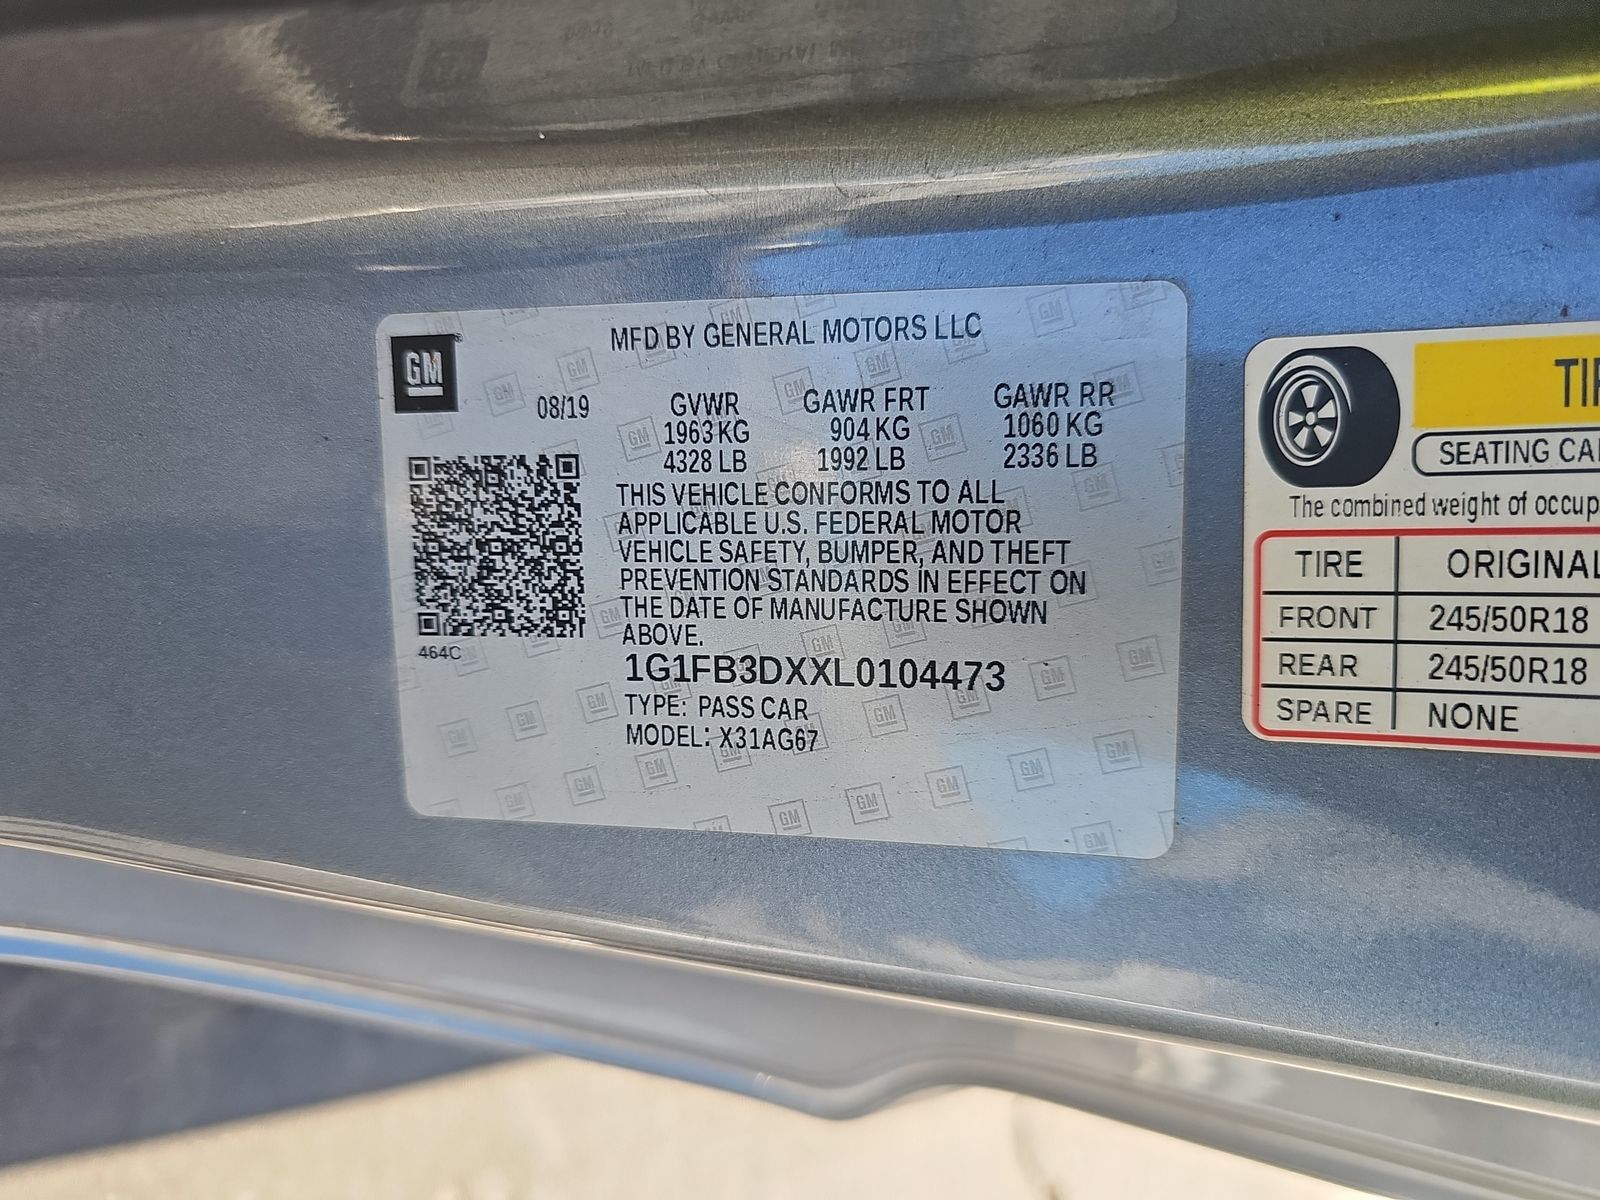 GM
MFD BY GENERAL MOTORS LLC
08/19
GVWR GAWR FRT GAWR RR
1963 KG 904 KG 1060 KG
4328 LB 1992 LB 2336 LB
THIS VEHICLE CONFORMS TO ALL
APPLICABLE U.S. FEDERAL MOTOR
VEHICLE SAFETY, BUMPER, AND THEFT
PREVENTION STANDARDS IN EFFECT ON
THE DATE OF MANUFACTURE SHOWN
ABOVE.
464C
1G1FB3DXXL0104473
TYPE: PASS CAR
MODEL: X31AG67
SEATING
The combined weight of
TIRE ORIGINAL
FRONT 245/50R18
REAR 245/50R18
SPARE NONE